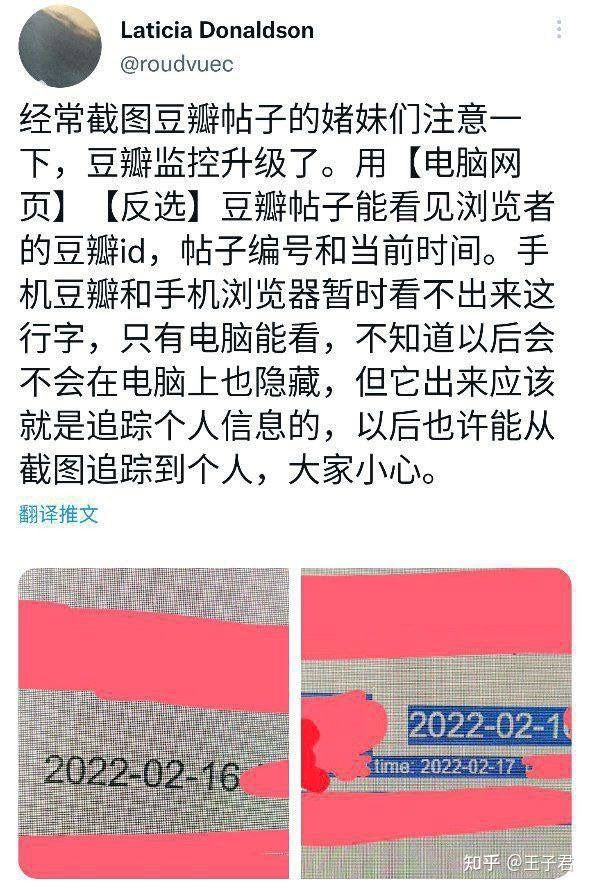 Laticia Donaldson
@roudvuec
经常截图豆瓣帖子的媎妹们注意一
下，豆瓣监控升级了。用【电脑网
页】【反选】豆瓣帖子能看见浏览者
的豆瓣id，帖子编号和当前时间。手
机豆瓣和手机浏览器暂时看不出来这
行字，只有电脑能看，不知道以后会
不会在电脑上也隐藏，但它出来应该
就是追踪个人信息的，以后也许能从
截图追踪到个人，大家小心。
翻译推文
2022-02-16
2022-02-1
time: 2022-02-17
知乎 @王子君